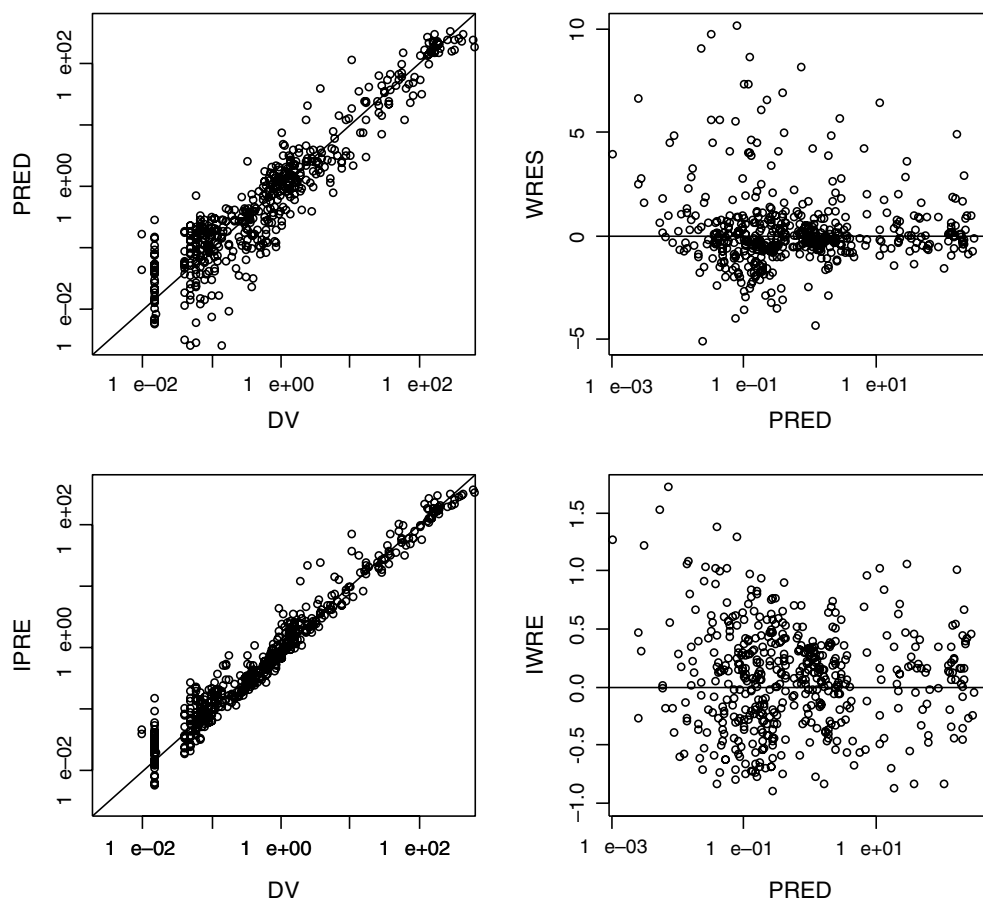 PRED
1 e+02
1 e+00
1 e-02
1 e-02 1 e+00 1 e+02
DV
WRES
10
5
0
-5
1 e-03 1 e-01 1 e+01
PRED
IPRE
1 e+02
1 e+00
1 e-02
1 e-02 1 e+00 1 e+02
DV
IWRE
1.5
1.0
0.5
0.0
-0.5
-1.0
1 e-03 1 e-01 1 e+01
PRED